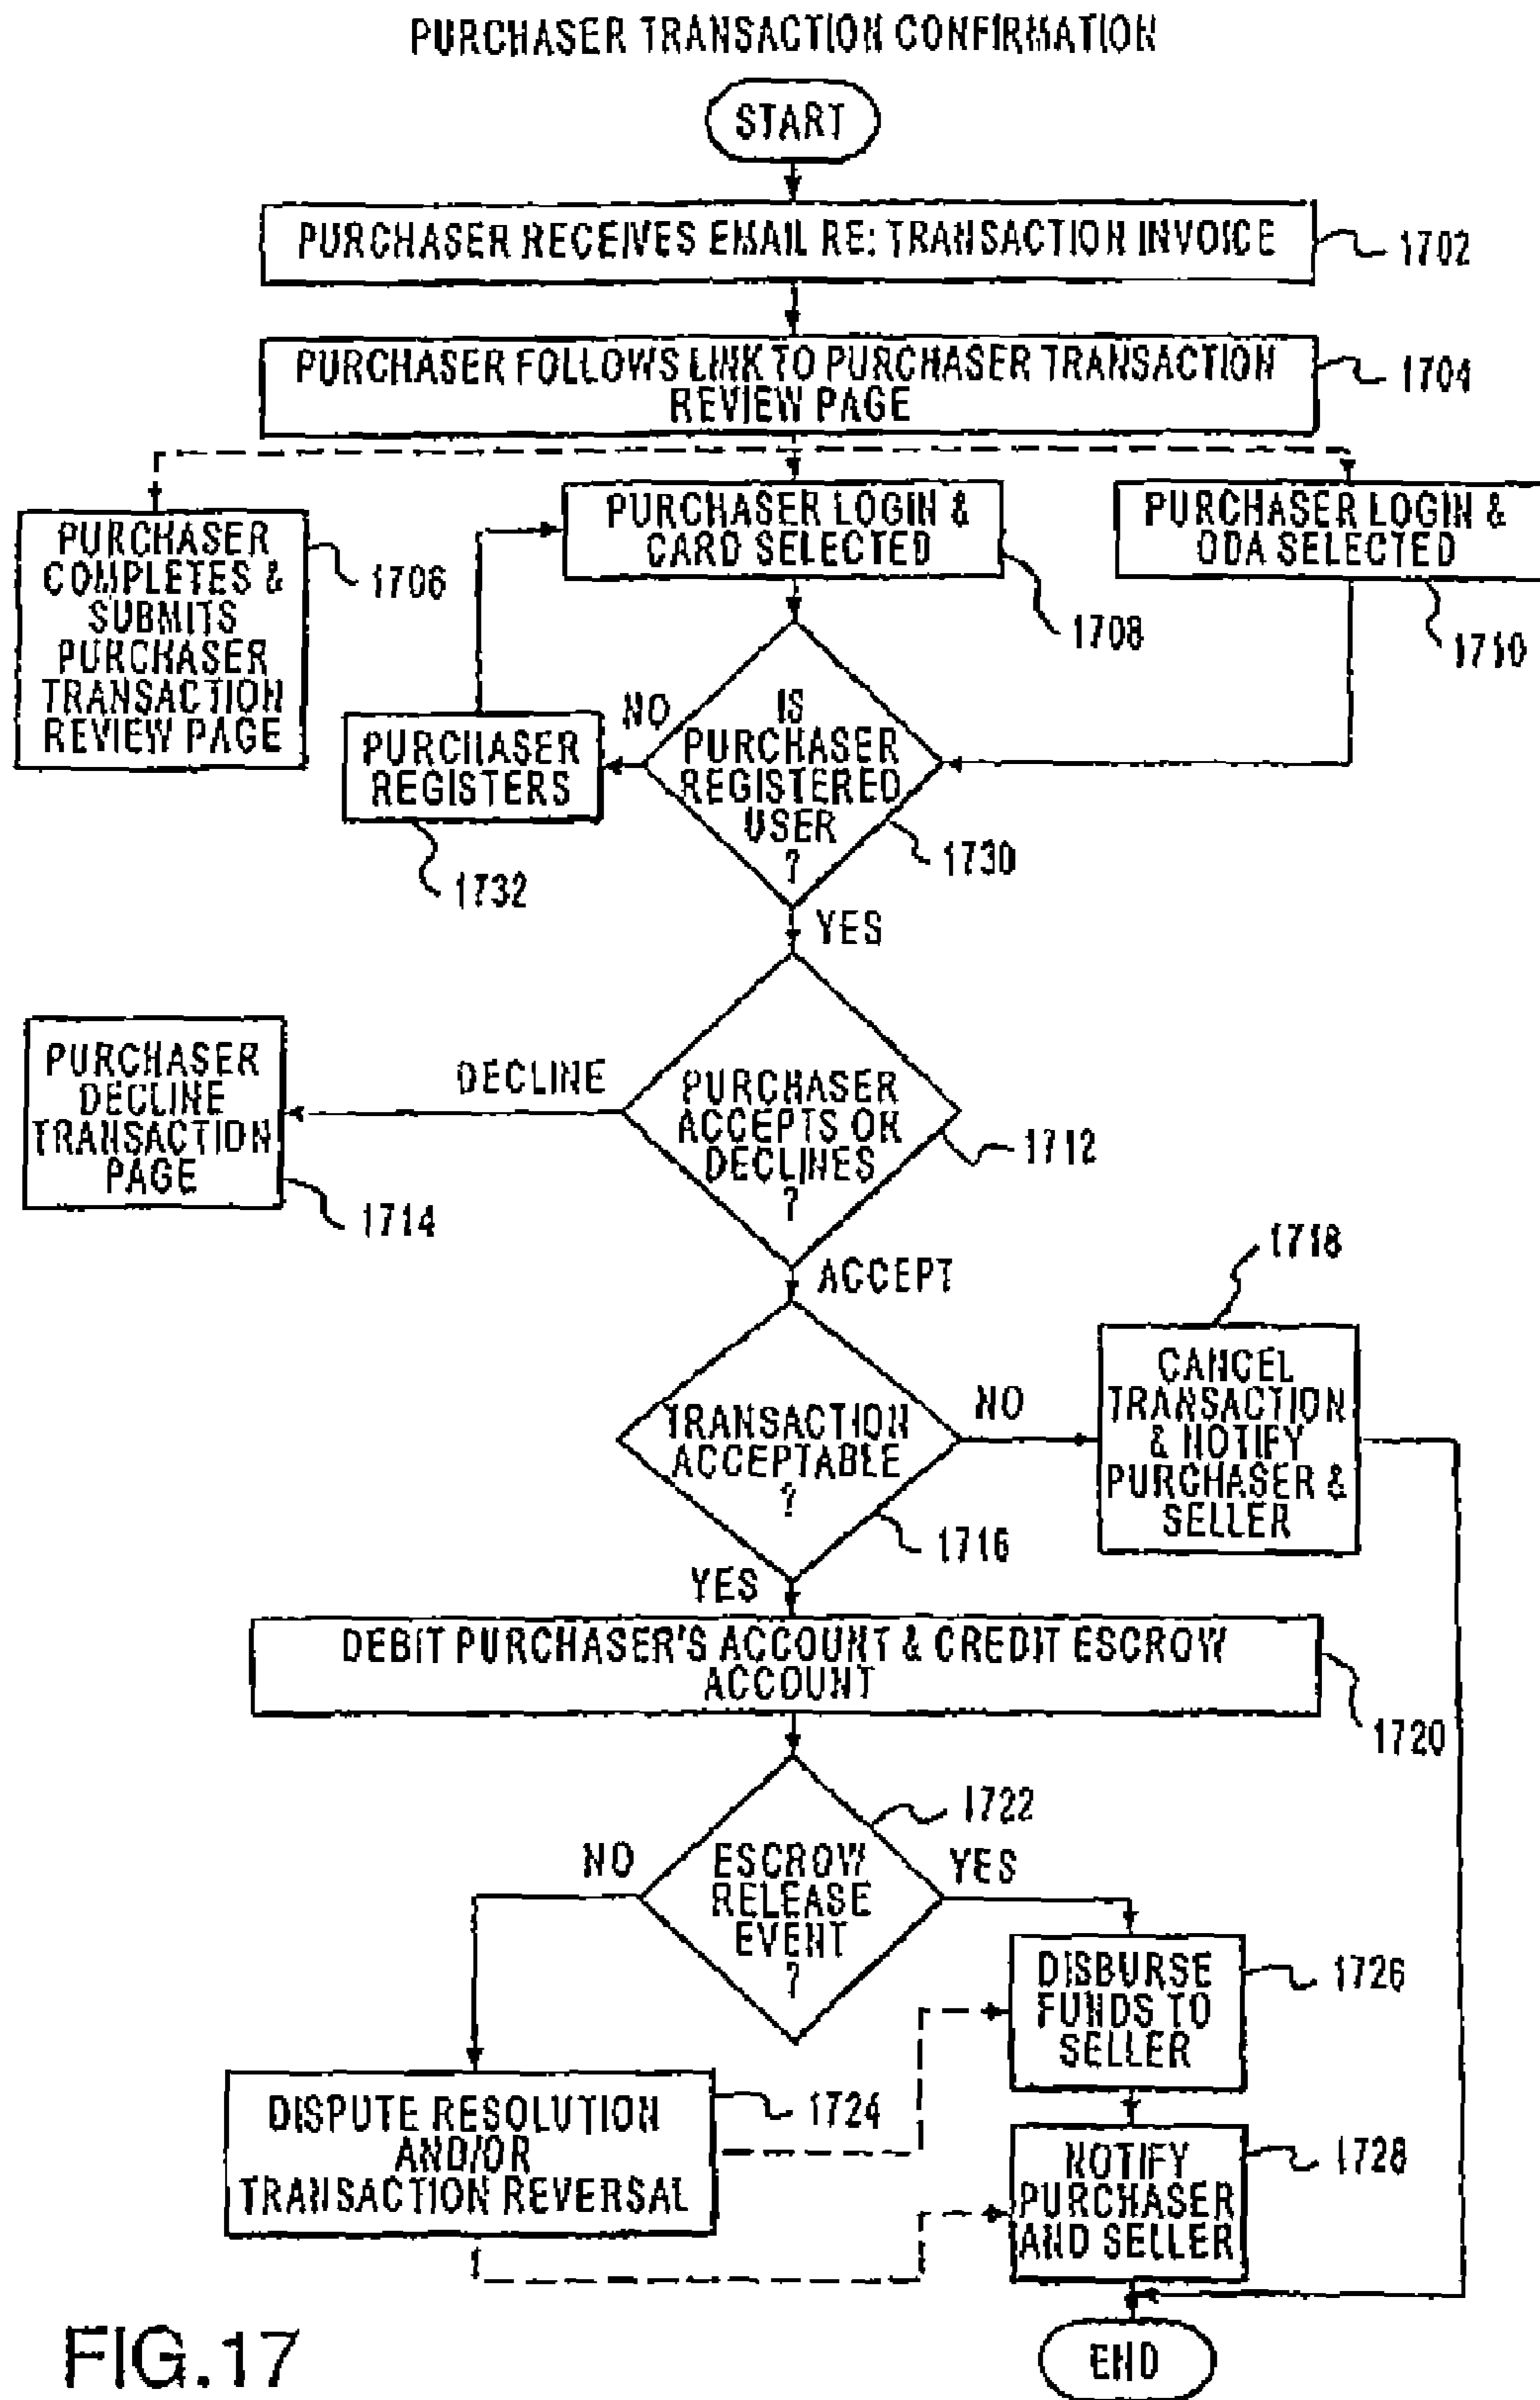 PURCHASER TRANSACTION CONFIRMATION
START
PURCHASER RECEIVES EMAIL RE: TRANSACTION INVOICE
1702
PURCHASER FOLLOWS LINK TO PURCHASER TRANSACTION
REVIEW PAGE
1704
PURCHASER
COMPLETES &
SUBMITS
PURCHASER
TRANSACTION
REVIEW PAGE
1706
PURCHASER LOGIN &
CARD SELECTED
1708
PURCHASER LOGIN &
ODA SELECTED
1710
IS
PURCHASER
REGISTERED
USER
?
1730
NO
PURCHASER
REGISTERS
1732
YES
PURCHASER
ACCEPTS OR
DECLINES
?
1712
DECLINE
PURCHASER
DECLINE
TRANSACTION
PAGE
1714
ACCEPT
TRANSACTION
ACCEPTABLE
?
1716
NO
1718
CANCEL
TRANSACTION
& NOTIFY
PURCHASER &
SELLER
YES
DEBIT PURCHASER'S ACCOUNT & CREDIT ESCROW
ACCOUNT
1720
ESCROW
RELEASE
EVENT
?
1722
NO
YES
DISBURSE
FUNDS TO
SELLER
1726
DISPUTE RESOLUTION
AND/OR
TRANSACTION REVERSAL
1724
NOTIFY
PURCHASER
AND SELLER
1728
END
FIG.17